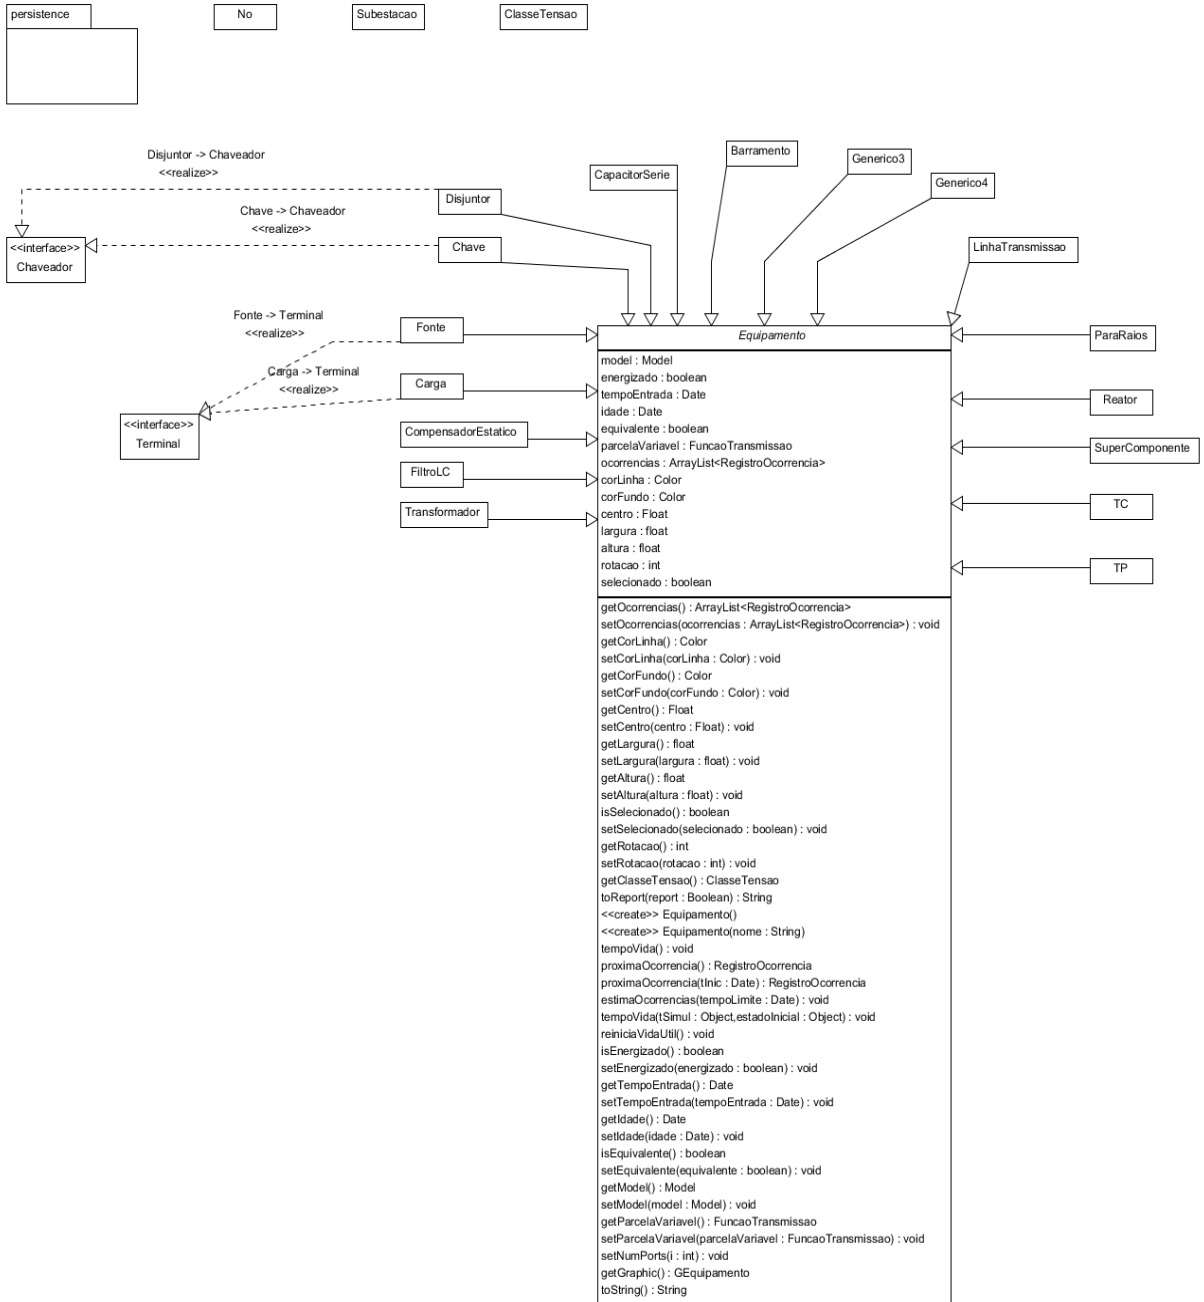 persistence
No
Subestacao
ClasseTensao
Disjuntor -> Chaveador
<<realize>>
Chave -> Chaveador
<<realize>>
<<interface>>
Chaveador
Disjuntor
Chave
CapacitorSerie
Barramento
Generico3
Generico4
LinhaTransmissao
Fonte -> Terminal
<<realize>>
Carga -> Terminal
<<realize>>
<<interface>>
Terminal
Fonte
Carga
CompensadorEstatico
FiltroLC
Transformador
ParaRaios
Reator
SuperComponente
TC
TP
Equipamento
model : Model
energizado : boolean
tempoEntrada : Date
idade : Date
equivalente : boolean
parcelaVariavel : FuncaoTransmissao
ocorrencias : ArrayList<RegistroOcorrencia>
corLinha : Color
corFundo : Color
centro : Float
largura : float
altura : float
rotacao : int
selecionado : boolean
getOcorrencias() : ArrayList<RegistroOcorrencia>
setOcorrencias(ocorrencias : ArrayList<RegistroOcorrencia>) : void
getCorLinha() : Color
setCorLinha(corLinha : Color) : void
getCorFundo() : Color
setCorFundo(corFundo : Color) : void
getCentro() : Float
setCentro(centro : Float) : void
getLargura() : float
setLargura(largura : float) : void
getAltura() : float
setAltura(altura : float) : void
isSelecionado() : boolean
setSelecionado(selecionado : boolean) : void
getRotacao() : int
setRotacao(rotacao : int) : void
getClasseTensao() : ClasseTensao
toReport(report : Boolean) : String
<<create>> Equipamento()
<<create>> Equipamento(nome : String)
tempoVida() : void
proximaOcorrencia() : RegistroOcorrencia
proximaOcorrencia(tInic : Date) : RegistroOcorrencia
estimaOcorrencias(tempoLimite : Date) : void
tempoVida(tSimul : Object,estadoInicial : Object) : void
reiniciaVidaUtil() : void
isEnergizado() : boolean
setEnergizado(energizado : boolean) : void
getTempoEntrada() : Date
setTempoEntrada(tempoEntrada : Date) : void
getIdade() : Date
setIdade(idade : Date) : void
isEquivalente() : boolean
setEquivalente(equivalente : boolean) : void
getModel() : Model
setModel(model : Model) : void
getParcelaVariavel() : FuncaoTransmissao
setParcelaVariavel(parcelaVariavel : FuncaoTransmissao) : void
setNumPorts(i : int) : void
getGraphic() : GEquipamento
toString() : String